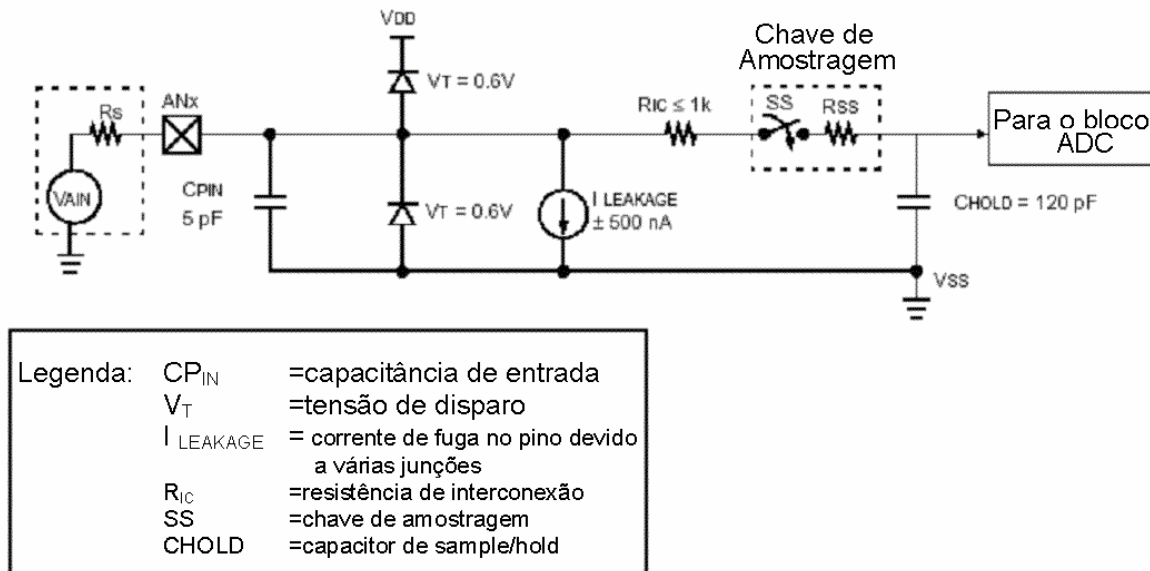 VDD
Chave de
Amostragem
VT = 0.6V
Rs
ANx
RIC ≤ 1k
SS
RSS
Para o bloco
ADC
VAIN
CPIN
5 pF
VT = 0.6V
I LEAKAGE
± 500 nA
CHOLD = 120 pF
VSS
Legenda:
CPIN =capacitância de entrada
VT =tensão de disparo
I LEAKAGE = corrente de fuga no pino devido
a várias junções
RIC =resistência de interconexão
SS =chave de amostragem
CHOLD =capacitor de sample/hold